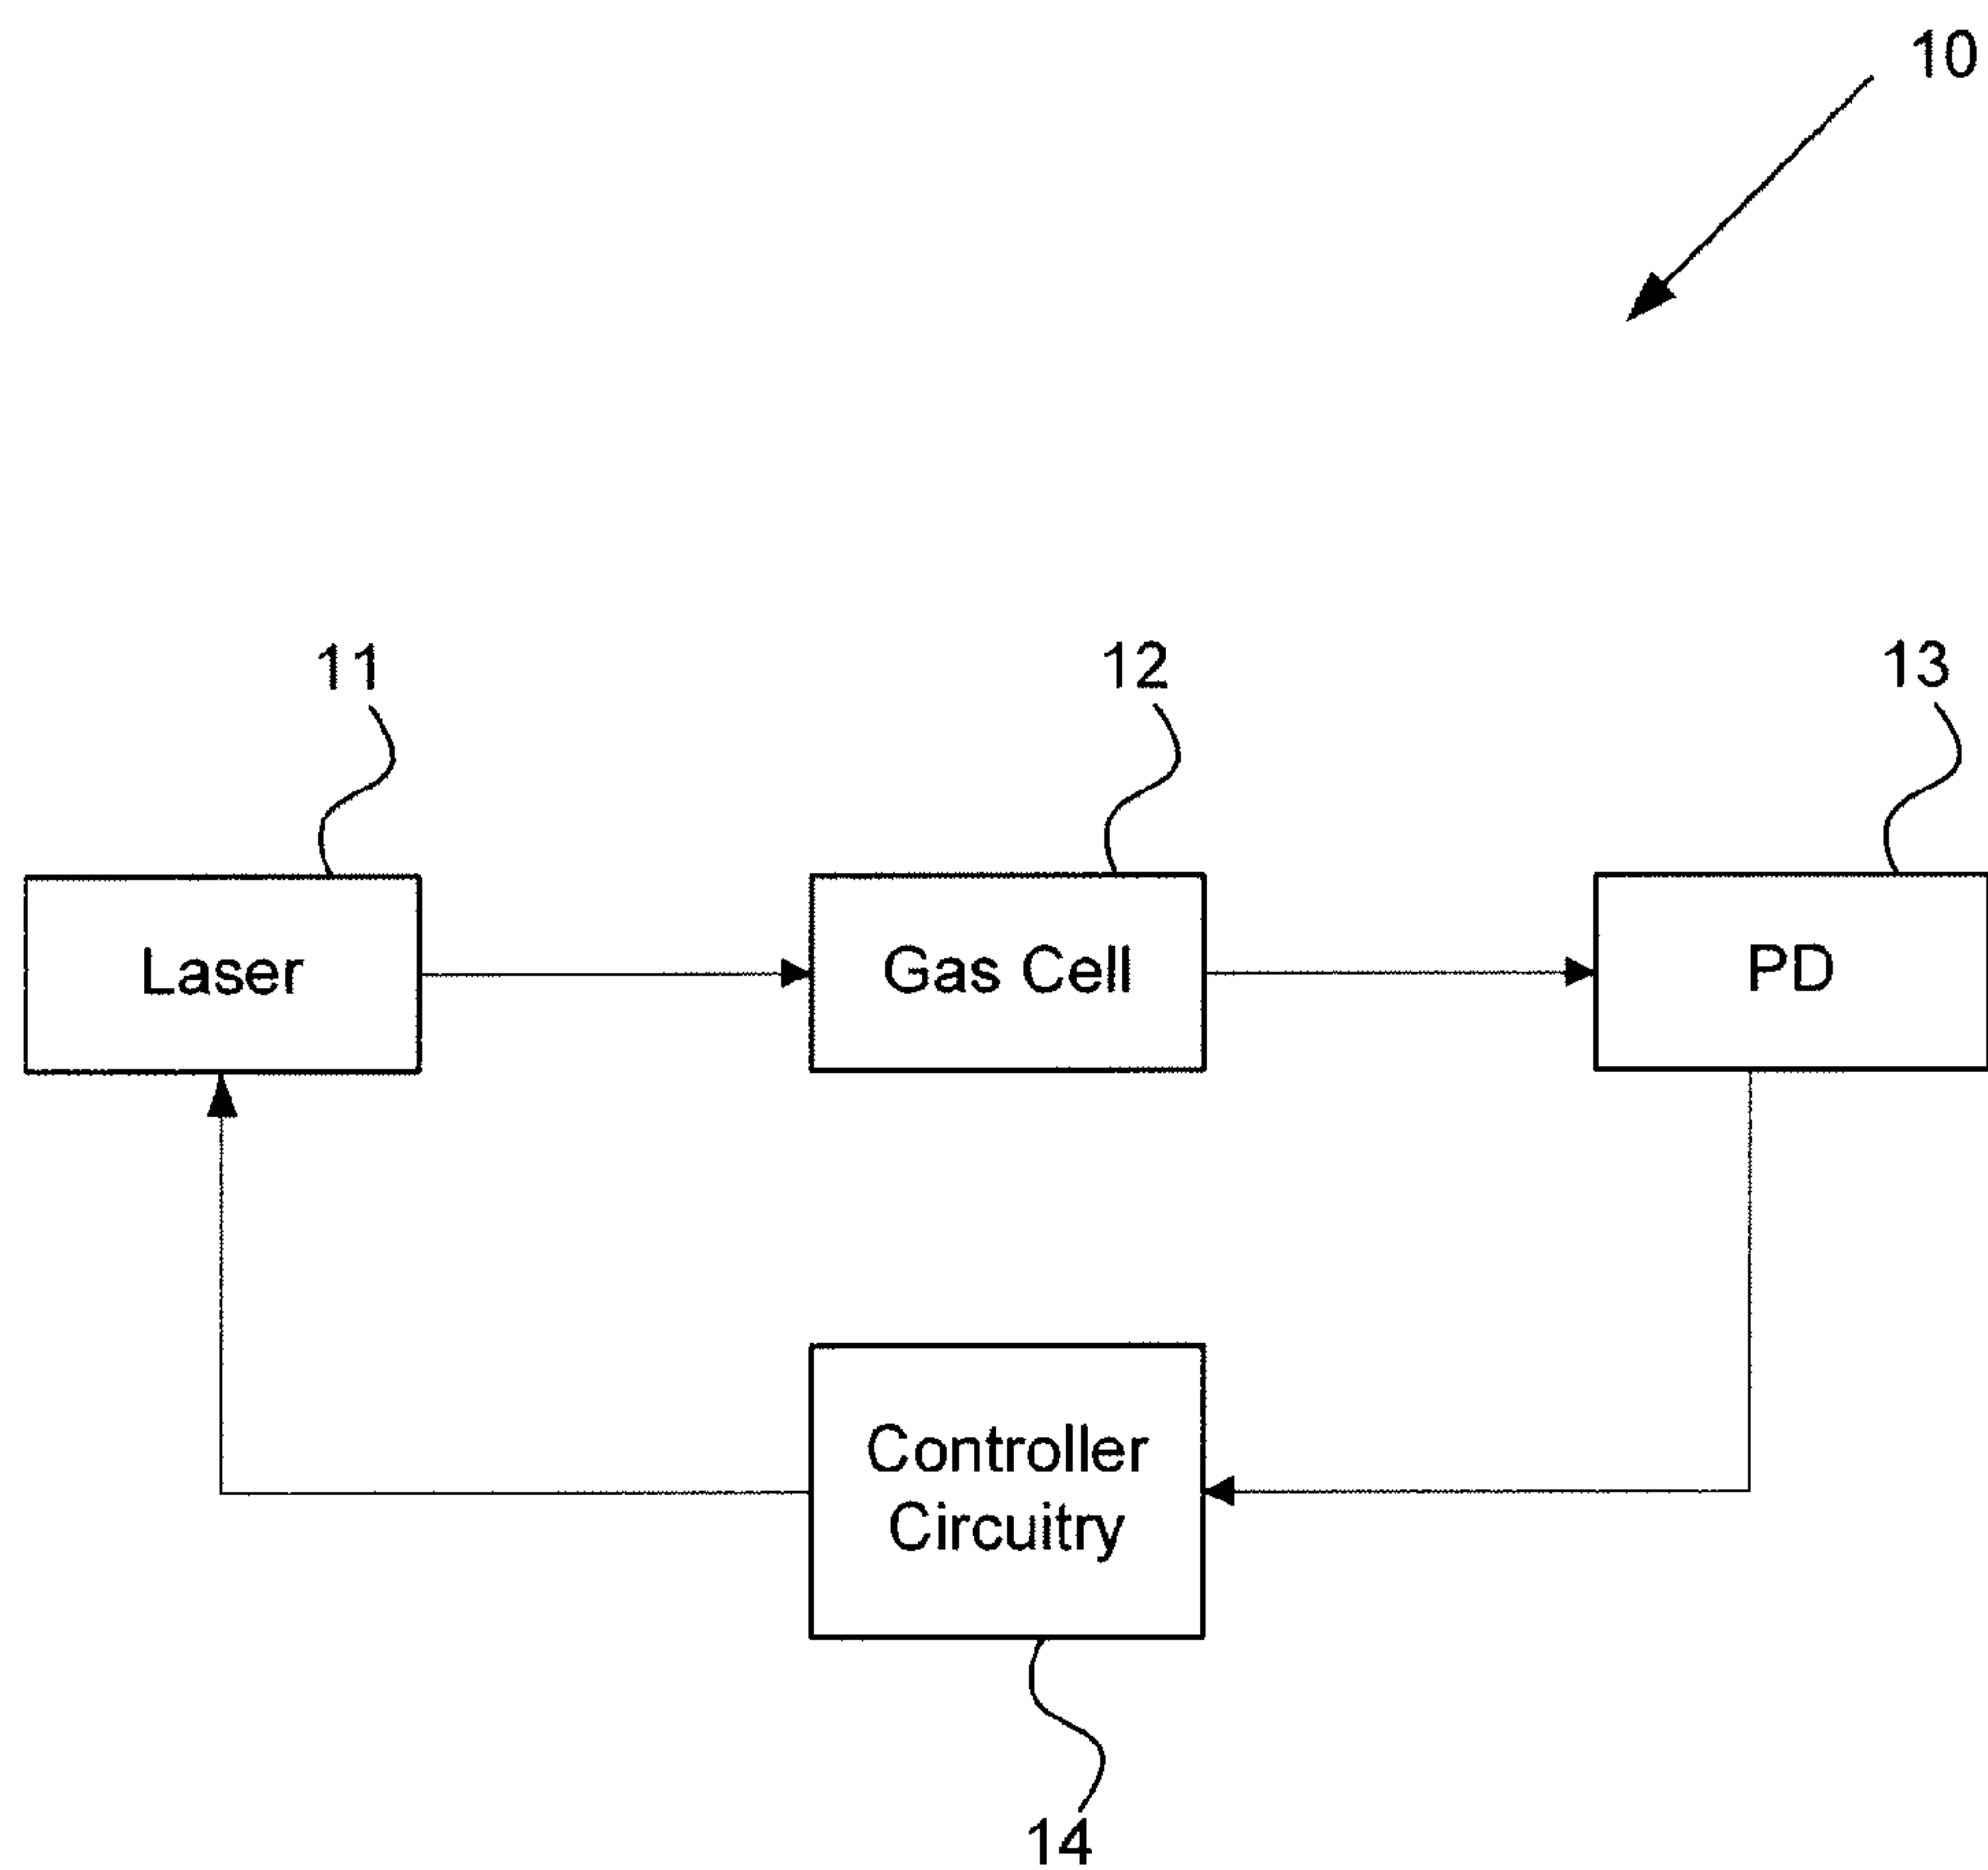 10
11
12
13
Laser
Gas Cell
PD
Controller
Circuitry
14